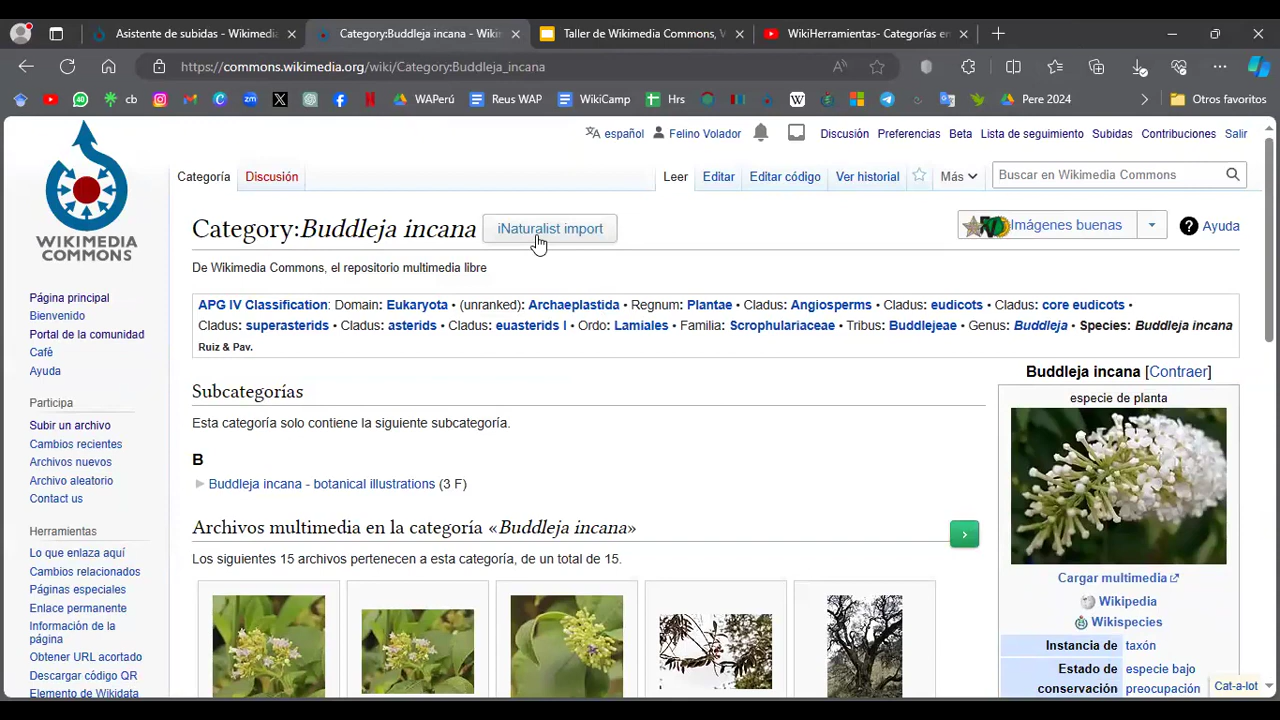 Asistente de subidas - Wikimedia
Category:Buddleja incana - Wikim
Taller de Wikimedia Commons, V
WikiHerramientas- Categorías en
https://commons.wikimedia.org/wiki/Category:Buddleja_incana
cb
WAPerú
Reus WAP
WikiCamp
Hrs
Pere 2024
Otros favoritos
español
Felino Volador
Discusión
Preferencias
Beta
Lista de seguimiento
Subidas
Contribuciones
Salir
WIKIMEDIA
COMMONS
Categoría
Discusión
Leer
Editar
Editar código
Ver historial
Más
Buscar en Wikimedia Commons
Category:Buddleja incana
iNaturalist import
Imágenes buenas
Ayuda
De Wikimedia Commons, el repositorio multimedia libre
APG IV Classification: Domain: Eukaryota • (unranked): Archaeplastida • Regnum: Plantae • Cladus: Angiosperms • Cladus: eudicots • Cladus: core eudicots •
Cladus: superasterids • Cladus: asterids • Cladus: euasterids I • Ordo: Lamiales • Familia: Scrophulariaceae • Tribus: Buddlejeae • Genus: Buddleja • Species: Buddleja incana
Ruiz & Pav.
Página principal
Bienvenido
Portal de la comunidad
Café
Ayuda
Participa
Subir un archivo
Cambios recientes
Archivos nuevos
Archivo aleatorio
Contact us
Herramientas
Lo que enlaza aquí
Cambios relacionados
Páginas especiales
Enlace permanente
Información de la
página
Obtener URL acortado
Descargar código QR
Elemento de Wikidata
Subcategorías
Esta categoría solo contiene la siguiente subcategoría.
B
Buddleja incana - botanical illustrations (3 F)
Archivos multimedia en la categoría «Buddleja incana»
Los siguientes 15 archivos pertenecen a esta categoría, de un total de 15.
Buddleja incana [Contraer]
especie de planta
Cargar multimedia
Wikipedia
Wikispecies
Instancia de taxón
Estado de especie bajo
conservación preocupación
Cat-a-lot